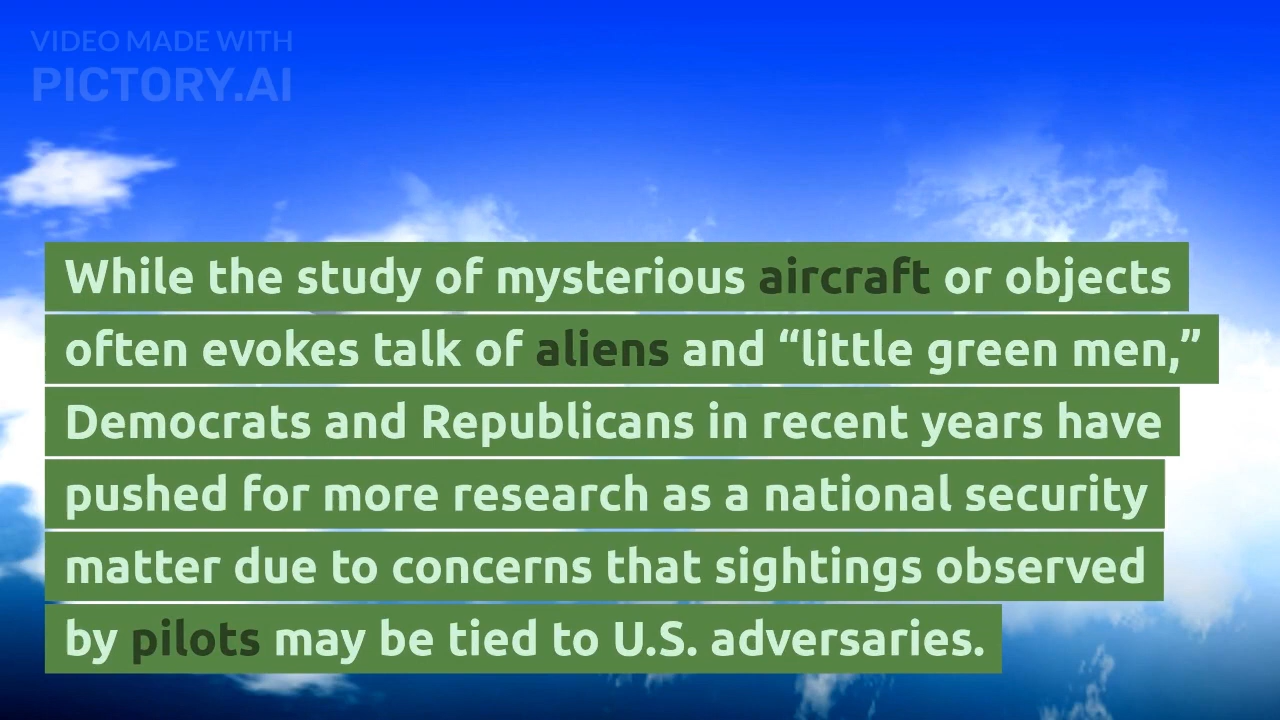 VIDEO MADE WITH
PICTORY.AI
While the study of mysterious aircraft or objects
often evokes talk of aliens and “little green men,”
Democrats and Republicans in recent years have
pushed for more research as a national security
matter due to concerns that sightings observed
by pilots may be tied to U.S. adversaries.